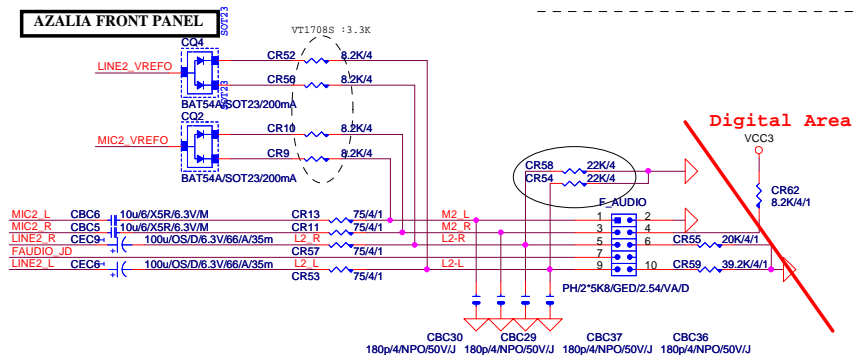 AZALIA FRONT PANEL
SOT23
VT1708S :3.3K
CQ4
CR52 8.2K/4
LINE2_VREFO
CR56 8.2K/4
SOT23
BAT54A/SOT23/200mA
CQ2
CR10 8.2K/4
MIC2_VREFO
CR9 8.2K/4
BAT54A/SOT23/200mA
Digital Area
VCC3
CR58 22K/4
CR54 22K/4
CR62
8.2K/4/1
F_AUDIO
MIC2_L CBC6 10u/6/X5R/6.3V/M CR13 75/4/1 M2_L 1 2
MIC2_R CBC5 10u/6/X5R/6.3V/M CR11 75/4/1 M2_R 3 4
LINE2_R CEC9 100u/OS/D/6.3V/66/A/35m L2_R 75/4/1 L2-R 5 6 CR55 20K/4/1
FAUDIO_JD CR57 75/4/1 7
LINE2_L CEC6 100u/OS/D/6.3V/66/A/35m L2_L L2-L 9 10 CR59 39.2K/4/1
CR53 75/4/1
PH/2*5K8/GED/2.54/VA/D
CBC30 CBC29 CBC37 CBC36
180p/4/NPO/50V/J 180p/4/NPO/50V/J 180p/4/NPO/50V/J 180p/4/NPO/50V/J